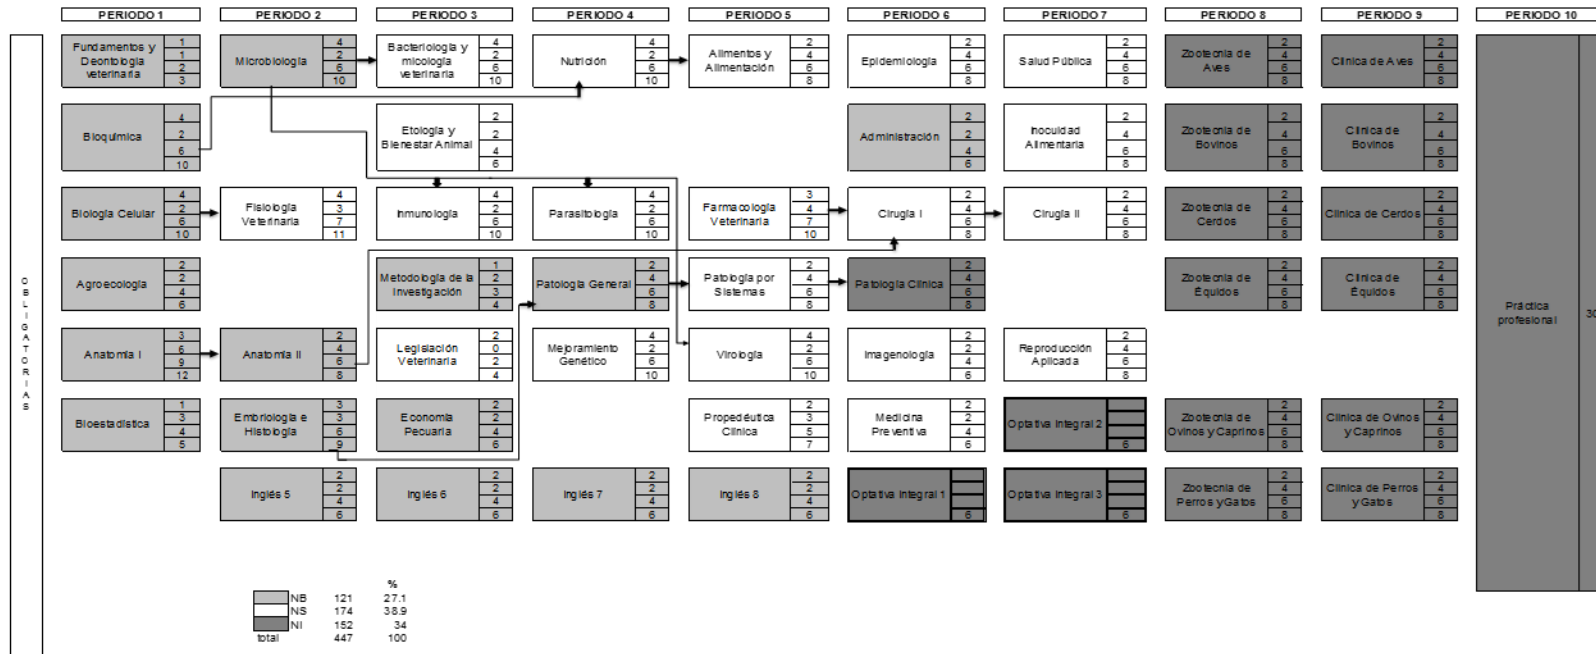 PERIODO 1 PERIODO 2 PERIODO 3 PERIODO 4 PERIODO 5 PERIODO 6 PERIODO 7 PERIODO 8 PERIODO 9 PERIODO 10
OBLIGATORIAS
Fundamentos y
Deontología
veterinaria
1
1
2
3
Microbiología
4
2
6
10
Bacteriología y
micología
veterinaria
4
2
6
10
Nutrición
4
2
6
10
Alimentos y
Alimentación
2
4
6
8
Epidemiología
2
4
6
8
Salud Pública
2
4
6
8
Zootecnia de
Aves
2
4
6
8
Clínica de Aves
2
4
6
8
Bioquímica
4
2
6
10
Etología y
Bienestar Animal
2
2
4
6
Administración
2
2
4
6
Inocuidad
Alimentaria
2
4
6
8
Zootecnia de
Bovinos
2
4
6
8
Clínica de
Bovinos
2
4
6
8
Biología Celular
4
2
6
10
Fisiología
Veterinaria
4
3
7
11
Inmunología
4
2
6
10
Parasitología
4
2
6
10
Farmacología
Veterinaria
3
4
7
10
Cirugía I
2
4
6
8
Cirugía II
2
4
6
8
Zootecnia de
Cerdos
2
4
6
8
Clínica de Cerdos
2
4
6
8
Agroecología
2
2
4
6
Metodología de la
Investigación
1
2
3
4
Patología General
2
4
6
8
Patología por
Sistemas
2
4
6
8
Patología Clínica
2
4
6
8
Zootecnia de
Équidos
2
4
6
8
Clínica de
Équidos
2
4
6
8
Práctica
profesional
30
Anatomía I
3
6
9
12
Anatomía II
2
4
6
8
Legislación
Veterinaria
2
0
2
4
Mejoramiento
Genético
4
2
6
10
Virología
4
2
6
10
Imagenología
2
2
4
6
Reproducción
Aplicada
2
4
6
8
Bioestadística
1
3
4
5
Embriología e
Histología
3
3
6
9
Economía
Pecuaria
2
2
4
6
Propedéutica
Clínica
2
3
5
7
Medicina
Preventiva
2
2
4
6
Optativa Integral 2
6
Zootecnia de
Ovinos y Caprinos
2
4
6
8
Clínica de Ovinos
y Caprinos
2
4
6
8
Inglés 5
2
2
4
6
Inglés 6
2
2
4
6
Inglés 7
2
2
4
6
Inglés 8
2
2
4
6
Optativa Integral 1
6
Optativa Integral 3
6
Zootecnia de
Perros yGatos
2
4
6
8
Clínica de Perros
y Gatos
2
4
6
8
%
NB 121 27.1
NS 174 38.9
NI 152 34
total 447 100